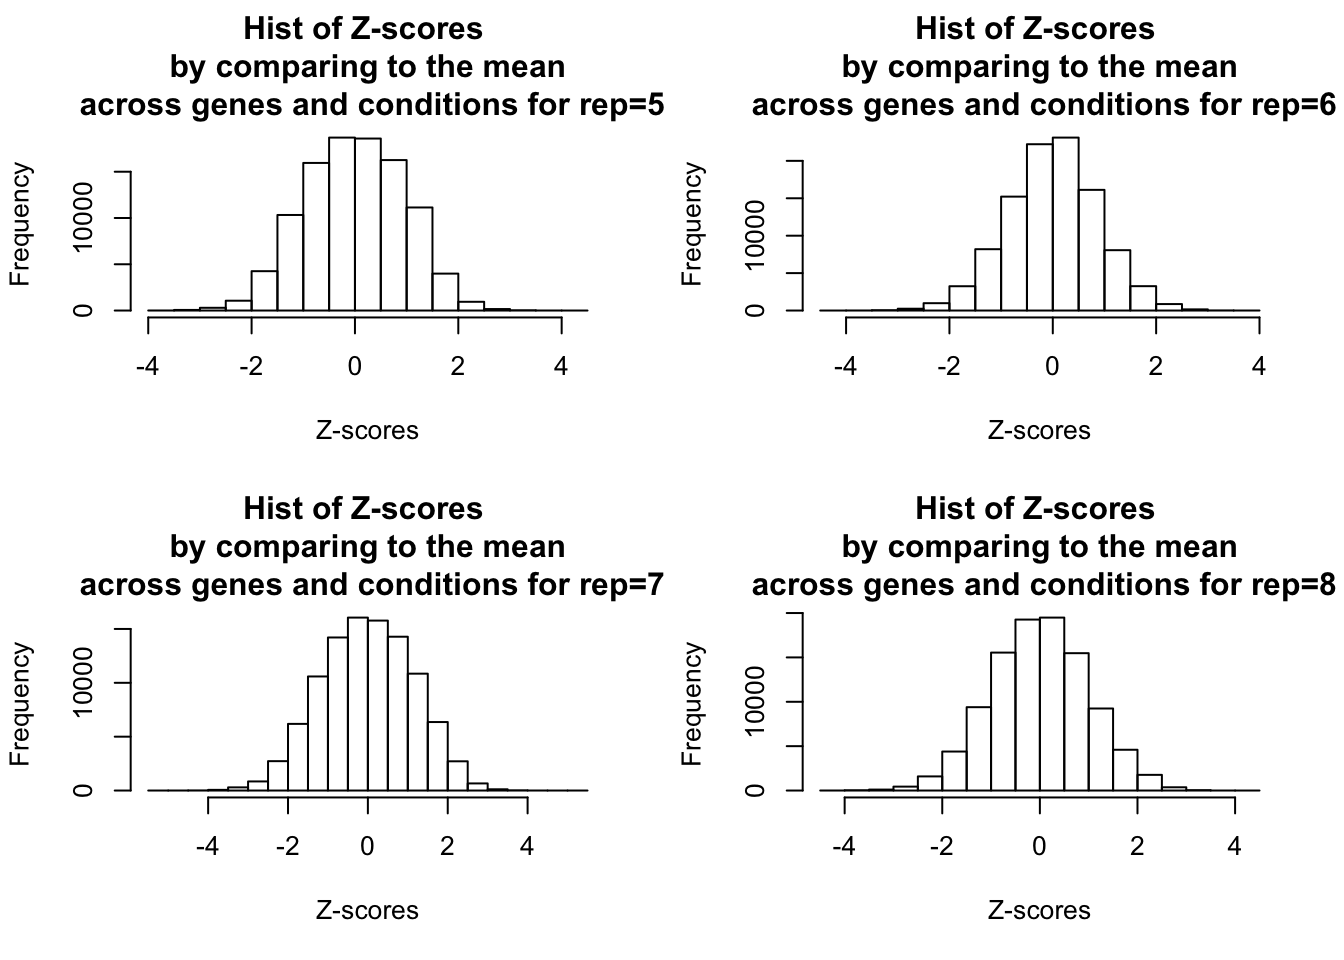 Hist of Z-scores
by comparing to the mean
across genes and conditions for rep=5
Frequency
10000
0
-4 -2 0 2 4
Z-scores
Hist of Z-scores
by comparing to the mean
across genes and conditions for rep=6
Frequency
10000
0
-4 -2 0 2 4
Z-scores
Hist of Z-scores
by comparing to the mean
across genes and conditions for rep=7
Frequency
10000
0
-4 -2 0 2 4
Z-scores
Hist of Z-scores
by comparing to the mean
across genes and conditions for rep=8
Frequency
10000
0
-4 -2 0 2 4
Z-scores